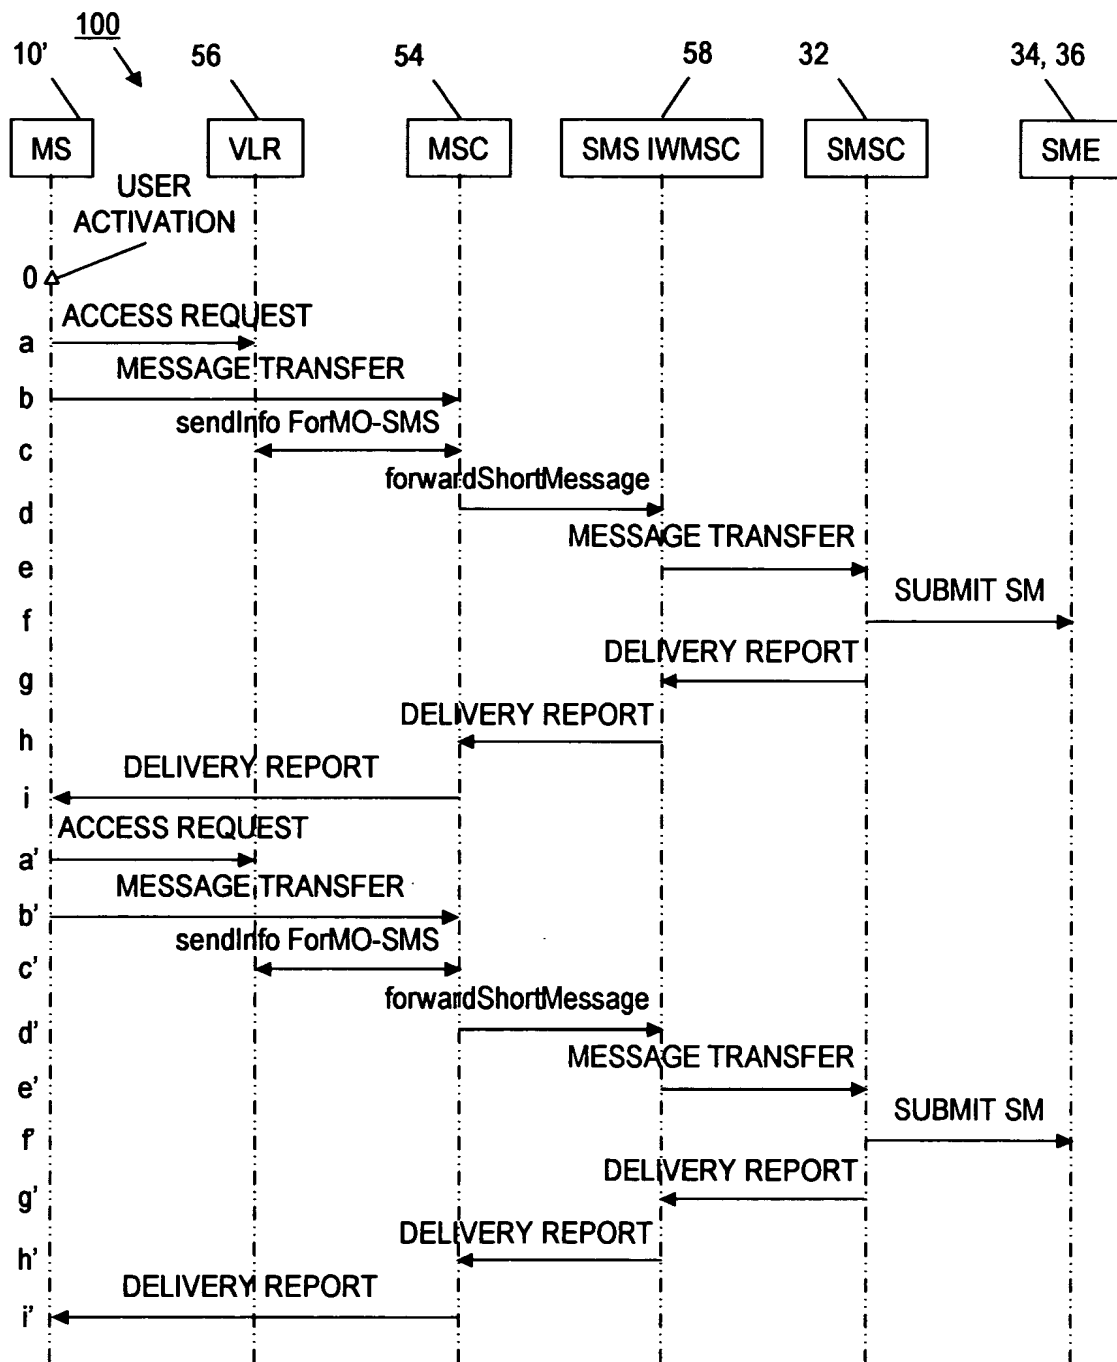 100
10' 56 54 58 32 34, 36
MS VLR MSC SMS IWMSC SMSC SME
USER
ACTIVATION
0
ACCESS REQUEST
a
MESSAGE TRANSFER
b
sendInfo ForMO-SMS
c
forwardShortMessage
d
MESSAGE TRANSFER
e
SUBMIT SM
f
DELIVERY REPORT
g
DELIVERY REPORT
h
DELIVERY REPORT
i
ACCESS REQUEST
a'
MESSAGE TRANSFER
b'
sendInfo ForMO-SMS
c'
forwardShortMessage
d'
MESSAGE TRANSFER
e'
SUBMIT SM
f'
DELIVERY REPORT
g'
DELIVERY REPORT
h'
DELIVERY REPORT
i'